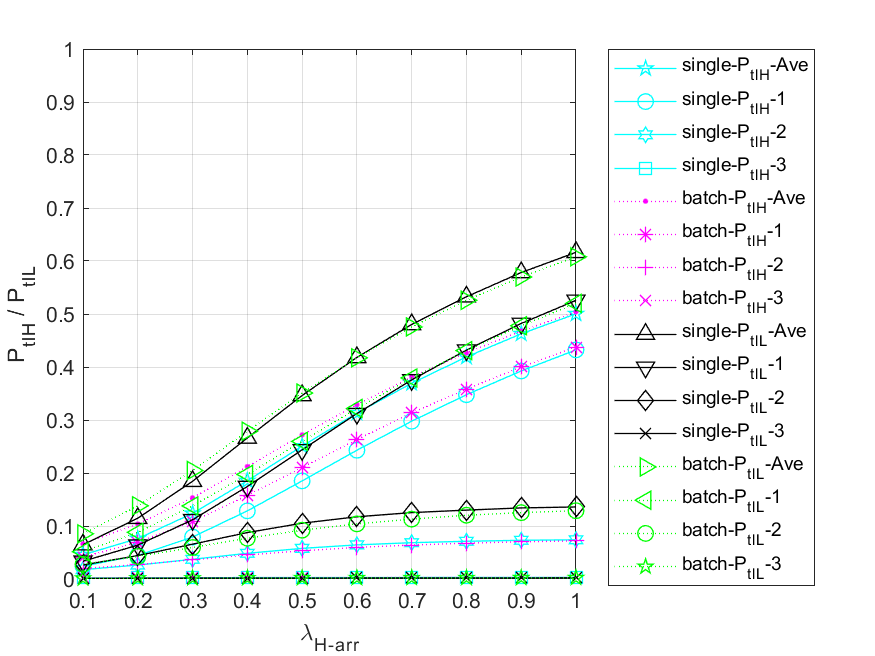 1
0.9
0.8
0.7
0.6
0.5
0.4
0.3
0.2
0.1
0
P_tIH / P_tIL
0.1 0.2 0.3 0.4 0.5 0.6 0.7 0.8 0.9 1
λ_H-arr
single-P_tIH-Ave
single-P_tIH-1
single-P_tIH-2
single-P_tIH-3
batch-P_tIH-Ave
batch-P_tIH-1
batch-P_tIH-2
batch-P_tIH-3
single-P_tIL-Ave
single-P_tIL-1
single-P_tIL-2
single-P_tIL-3
batch-P_tIL-Ave
batch-P_tIL-1
batch-P_tIL-2
batch-P_tIL-3